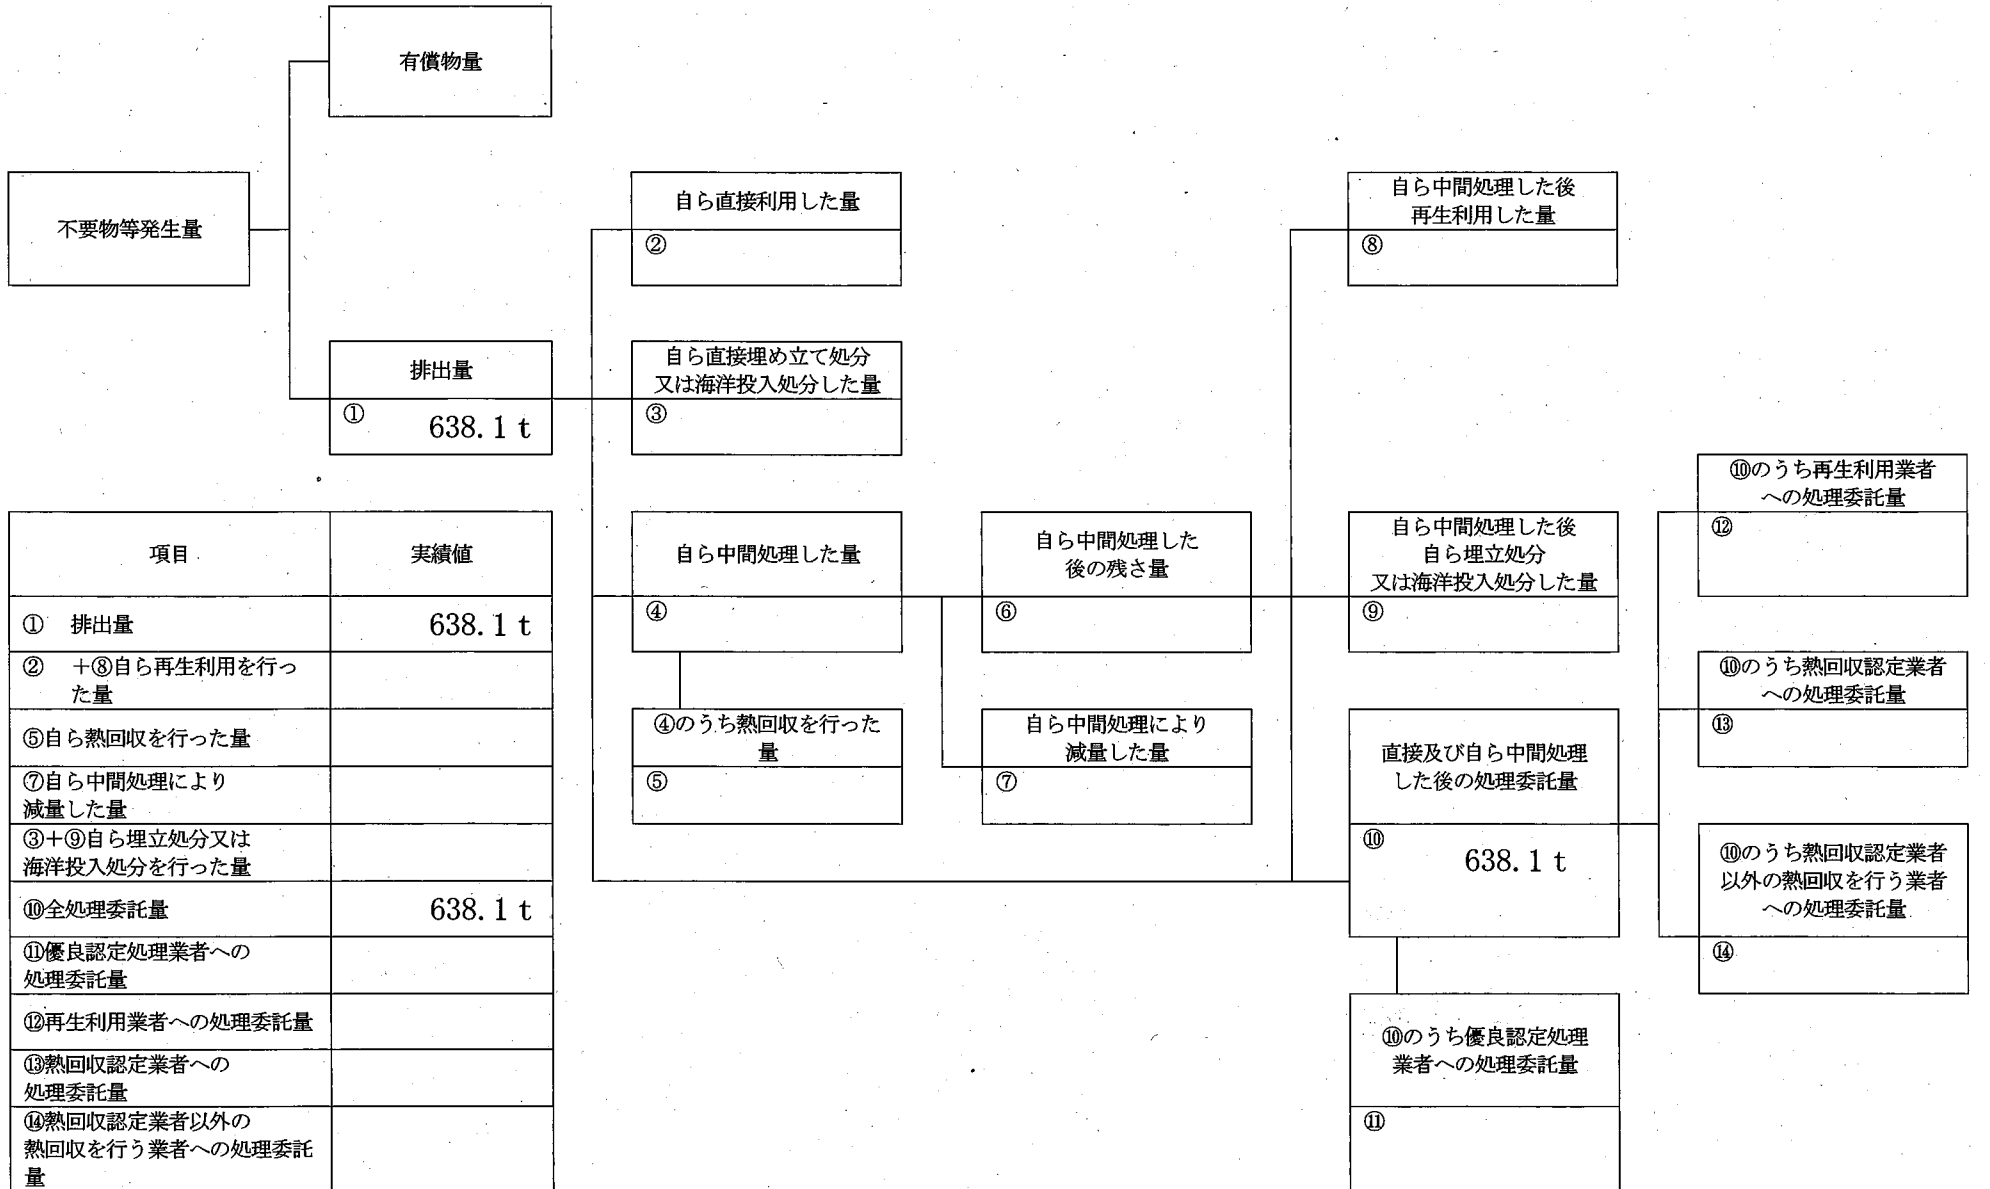 有償物量
不要物等発生量
排出量
①
638.1 t
自ら直接利用した量
②
自ら直接埋め立て処分
又は海洋投入処分した量
③
自ら中間処理した量
④
④のうち熱回収を行った
量
⑤
自ら中間処理した
後の残さ量
⑥
自ら中間処理により
減量した量
⑦
自ら中間処理した後
再生利用した量
⑧
自ら中間処理した後
自ら埋立処分
又は海洋投入処分した量
⑨
直接及び自ら中間処理
した後の処理委託量
⑩
638.1 t
⑩のうち優良認定処理
業者への処理委託量
⑪
⑩のうち再生利用業者
への処理委託量
⑫
⑩のうち熱回収認定業者
への処理委託量
⑬
⑩のうち熱回収認定業者
以外の熱回収を行う業者
への処理委託量
⑭
項目 実績値
① 排出量 638.1 t
② +⑧自ら再生利用を行っ
た量
⑤自ら熱回収を行った量
⑦自ら中間処理により
減量した量
③+⑨自ら埋立処分又は
海洋投入処分を行った量
⑩全処理委託量 638.1 t
⑪優良認定処理業者への
処理委託量
⑫再生利用業者への処理委託量
⑬熱回収認定業者への
処理委託量
⑭熱回収認定業者以外の
熱回収を行う業者への処理委託
量